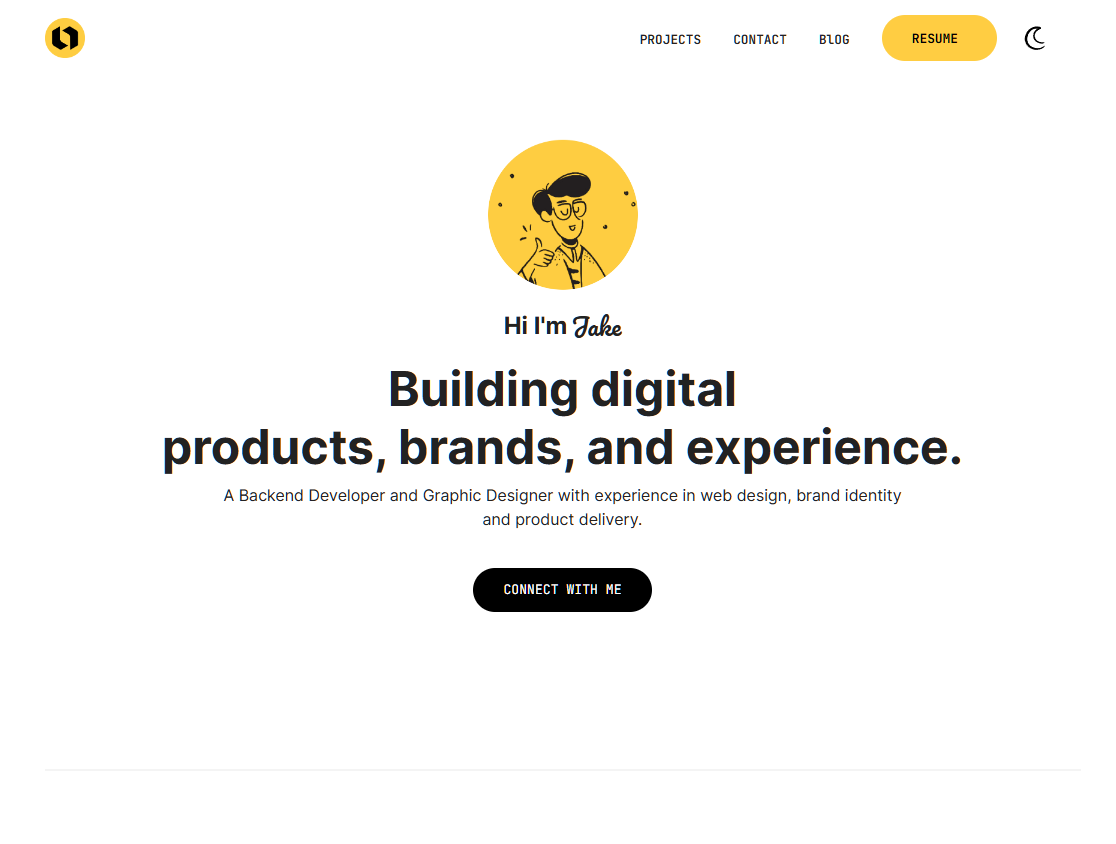 PROJECTS CONTACT BlOG RESUME
Hi I'm Jake
Building digital
products, brands, and experience.
A Backend Developer and Graphic Designer with experience in web design, brand identity
and product delivery.
CONNECT WITH ME